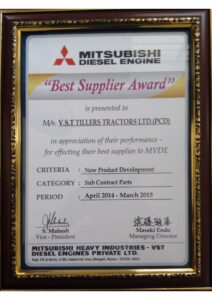 MITSUBISHI
DIESEL ENGINE
"Best Supplier Award"
is presented to
M/s. V.S.T TILLERS TRACTORS LTD.(PCD)
in appreciation of their performance -
for effecting their best supplies to MVDE
CRITERIA : New Product Development
CATEGORY : Sub Contract Parts
PERIOD : April 2014 - March 2015
S. Mahesh
Vice - President
遠藤
Masaki Endo
Managing Director
MITSUBISHI HEAVY INDUSTRIES - VST
DIESEL ENGINES PRIVATE LTD.